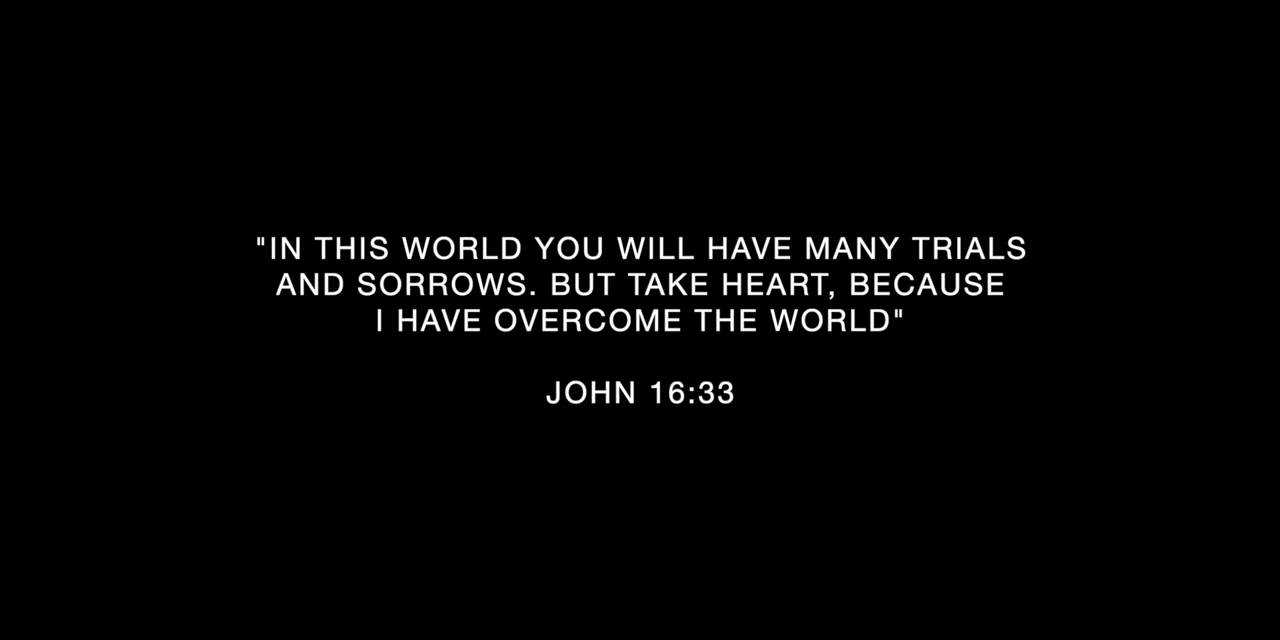 "IN THIS WORLD YOU WILL HAVE MANY TRIALS
AND SORROWS. BUT TAKE HEART, BECAUSE
I HAVE OVERCOME THE WORLD"
JOHN 16:33